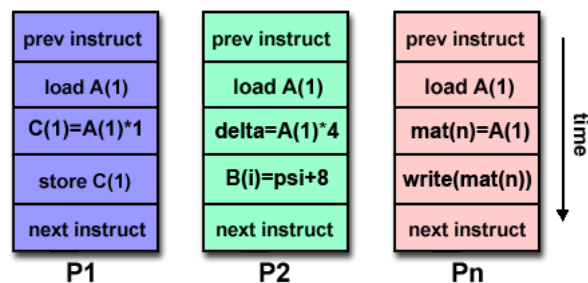 prev instruct
load A(1)
C(1)=A(1)*1
store C(1)
next instruct
P1
prev instruct
load A(1)
delta=A(1)*4
B(i)=psi+8
next instruct
P2
prev instruct
load A(1)
mat(n)=A(1)
write(mat(n))
next instruct
Pn
time